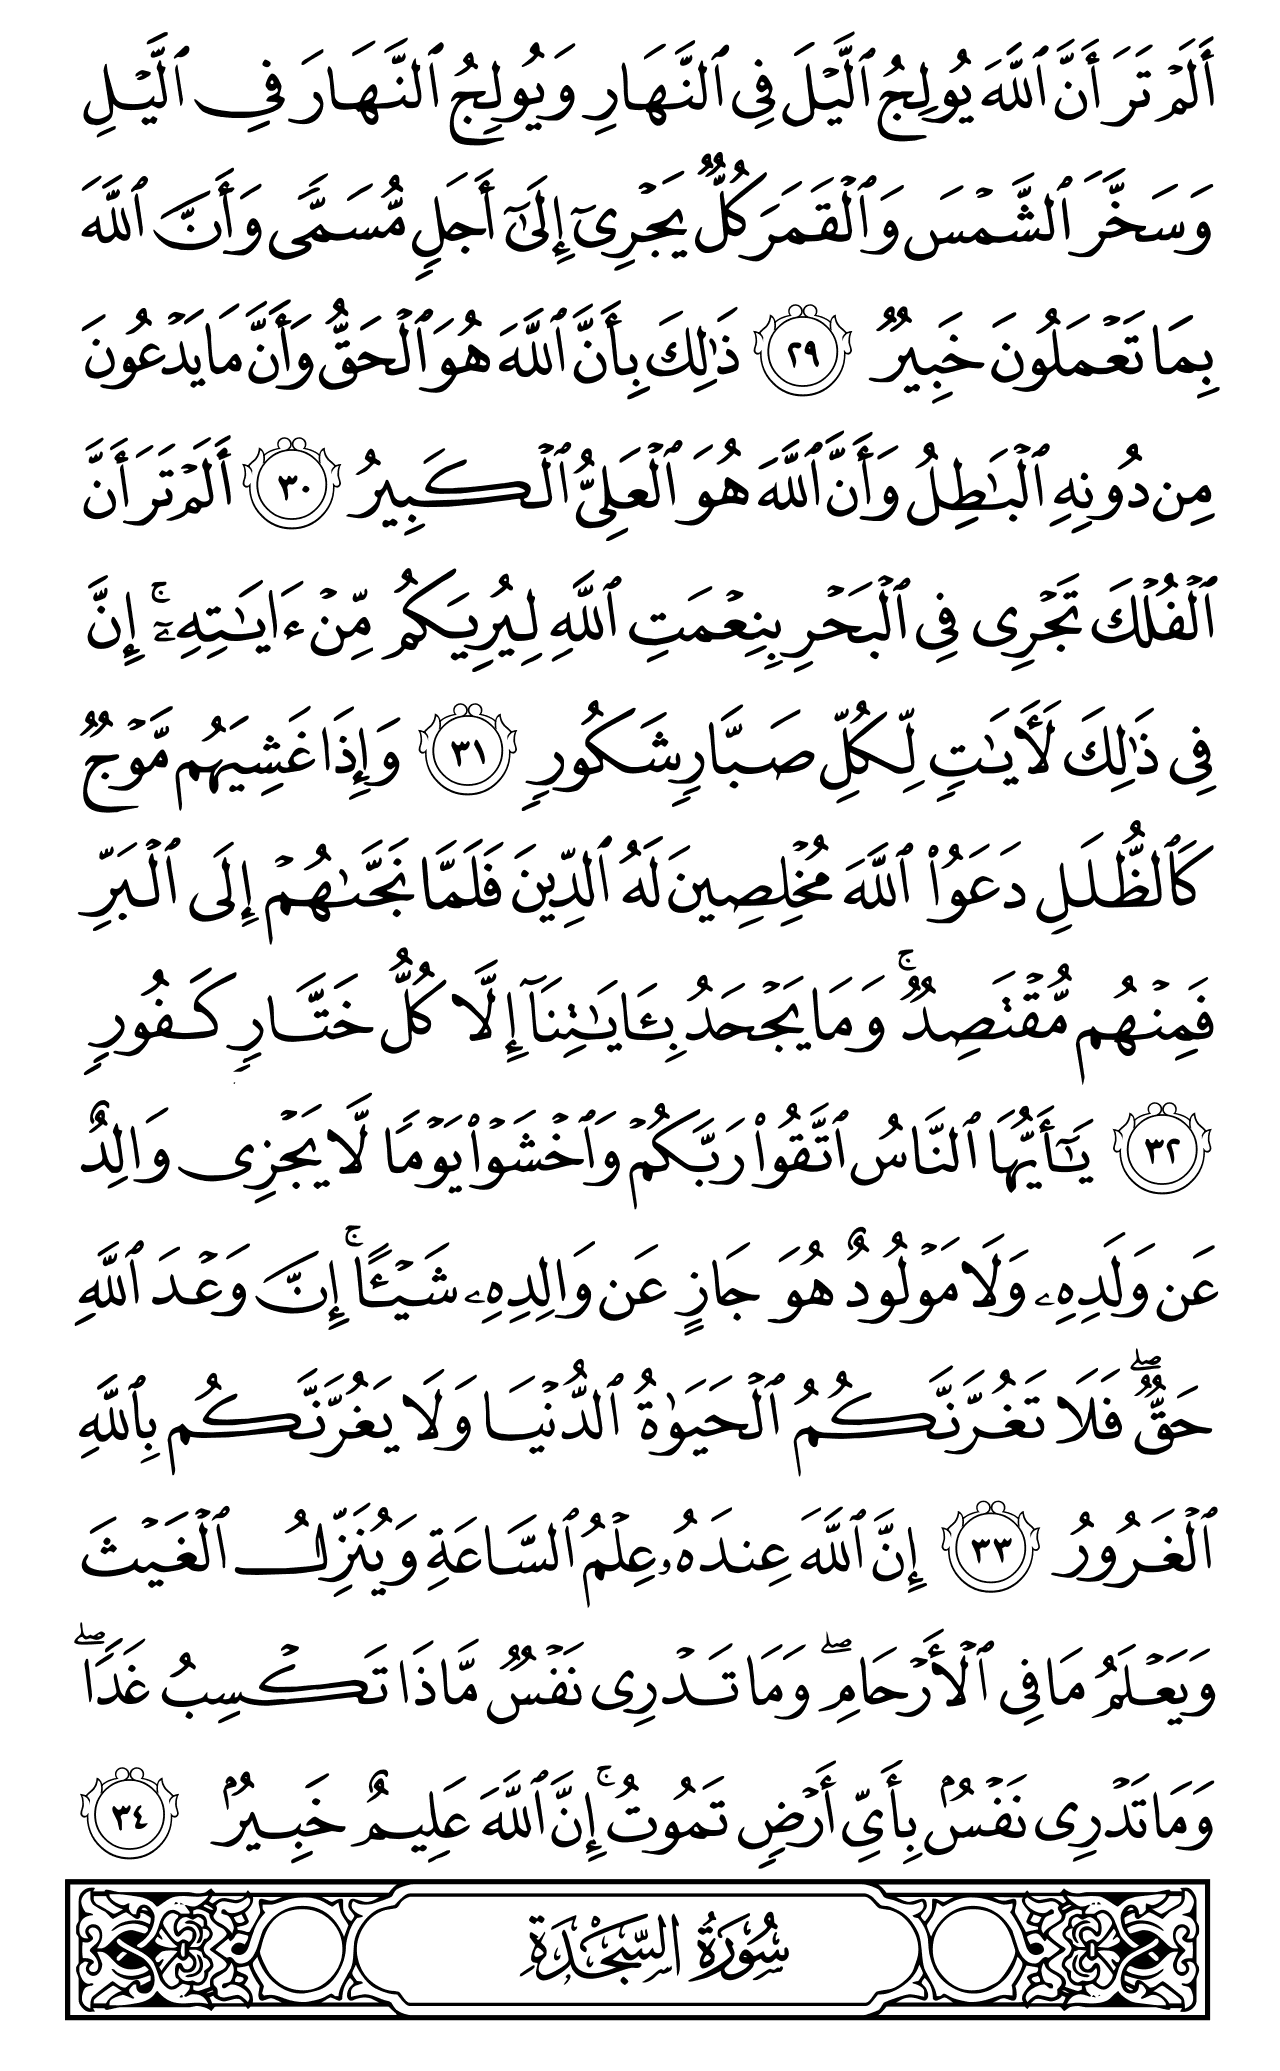 أَلَمۡ تَرَ أَنَّ ٱللَّهَ يُولِجُ ٱلَّيۡلَ فِى ٱلنَّهَارِ وَيُولِجُ ٱلنَّهَارَ فِى ٱلَّيۡلِ
وَسَخَّرَ ٱلشَّمۡسَ وَٱلۡقَمَرَ كُلٌّ يَجۡرِىٓ إِلَىٰٓ أَجَلٍ مُّسَمًّى وَأَنَّ ٱللَّهَ
بِمَا تَعۡمَلُونَ خَبِيرٌ ٢٩ ذَٰلِكَ بِأَنَّ ٱللَّهَ هُوَ ٱلۡحَقُّ وَأَنَّ مَا يَدۡعُونَ
مِن دُونِهِ ٱلۡبَٰطِلُ وَأَنَّ ٱللَّهَ هُوَ ٱلۡعَلِىُّ ٱلۡكَبِيرُ ٣٠ أَلَمۡ تَرَ أَنَّ
ٱلۡفُلۡكَ تَجۡرِى فِى ٱلۡبَحۡرِ بِنِعۡمَتِ ٱللَّهِ لِيُرِيَكُم مِّنۡ ءَايَٰتِهِۦٓۚ إِنَّ
فِى ذَٰلِكَ لَأٓيَٰتٍ لِّكُلِّ صَبَّارٍ شَكُورٍ ٣١ وَإِذَا غَشِيَهُم مَّوۡجٌ
كَٱلظُّلَلِ دَعَوُاْ ٱللَّهَ مُخۡلِصِينَ لَهُ ٱلدِّينَ فَلَمَّا نَجَّىٰهُمۡ إِلَى ٱلۡبَرِّ
فَمِنۡهُم مُّقۡتَصِدٌۚ وَمَا يَجۡحَدُ بِـَٔايَٰتِنَآ إِلَّا كُلُّ خَتَّارٍ كَفُورٍ
٣٢ يَٰٓأَيُّهَا ٱلنَّاسُ ٱتَّقُواْ رَبَّكُمۡ وَٱخۡشَوۡاْ يَوۡمًا لَّا يَجۡزِى وَالِدٌ
عَن وَلَدِهِۦ وَلَا مَوۡلُودٌ هُوَ جَازٍ عَن وَالِدِهِۦ شَيۡـًٔاۚ إِنَّ وَعۡدَ ٱللَّهِ
حَقٌّۖ فَلَا تَغُرَّنَّكُمُ ٱلۡحَيَوٰةُ ٱلدُّنۡيَا وَلَا يَغُرَّنَّكُم بِٱللَّهِ
ٱلۡغَرُورُ ٣٣ إِنَّ ٱللَّهَ عِندَهُۥ عِلۡمُ ٱلسَّاعَةِ وَيُنَزِّلُ ٱلۡغَيۡثَ
وَيَعۡلَمُ مَا فِى ٱلۡأَرۡحَامِۖ وَمَا تَدۡرِى نَفۡسٌ مَّاذَا تَكۡسِبُ غَدًاۖ
وَمَا تَدۡرِى نَفۡسُۢ بِأَىِّ أَرۡضٍ تَمُوتُۚ إِنَّ ٱللَّهَ عَلِيمٌ خَبِيرُۢ ٣٤
سُورَةُ السَّجْدَةِ